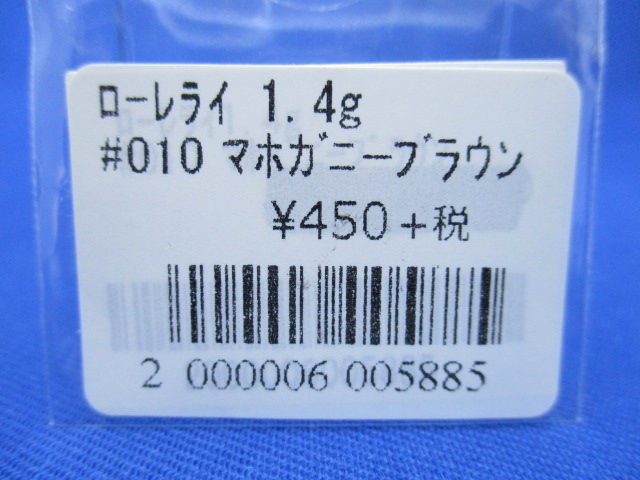 ローレライ 1.4g
#010 マホガニーブラウン
¥450+税
2 000006 005885